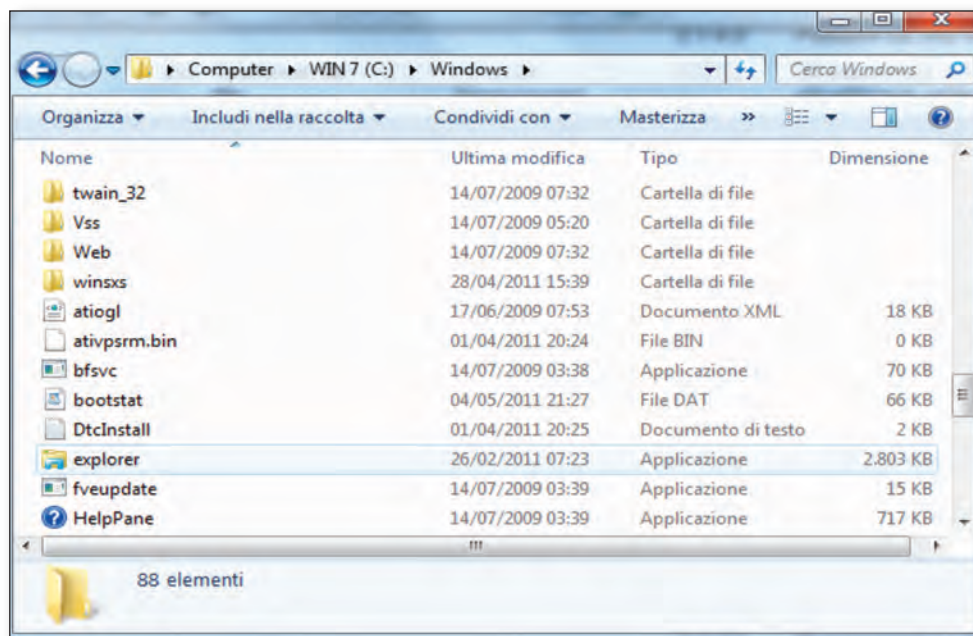 Computer WIN 7 (C:) Windows Cerca Windows
Organizza Includi nella raccolta Condividi con Masterizza »
Nome Ultima modifica Tipo Dimensione
twain_32 14/07/2009 07:32 Cartella di file
Vss 14/07/2009 05:20 Cartella di file
Web 14/07/2009 07:32 Cartella di file
winsxs 28/04/2011 15:39 Cartella di file
atiogl 17/06/2009 07:53 Documento XML 18 KB
ativpsrm.bin 01/04/2011 20:24 File BIN 0 KB
bfsvc 14/07/2009 03:38 Applicazione 70 KB
bootstat 04/05/2011 21:27 File DAT 66 KB
DtcInstall 01/04/2011 20:25 Documento di testo 2 KB
explorer 26/02/2011 07:23 Applicazione 2.803 KB
fveupdate 14/07/2009 03:39 Applicazione 15 KB
HelpPane 14/07/2009 03:39 Applicazione 717 KB
88 elementi